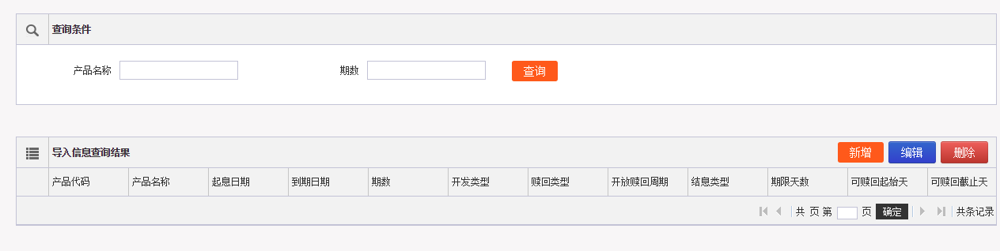 查询条件
产品名称 期数 查询
导入信息查询结果 新增 编辑 删除
产品代码 产品名称 起息日期 到期日期 期数 开发类型 赎回类型 开放赎回周期 结息类型 期限天数 可赎回起始天 可赎回截止天
共 页 第 页 确定 共条记录